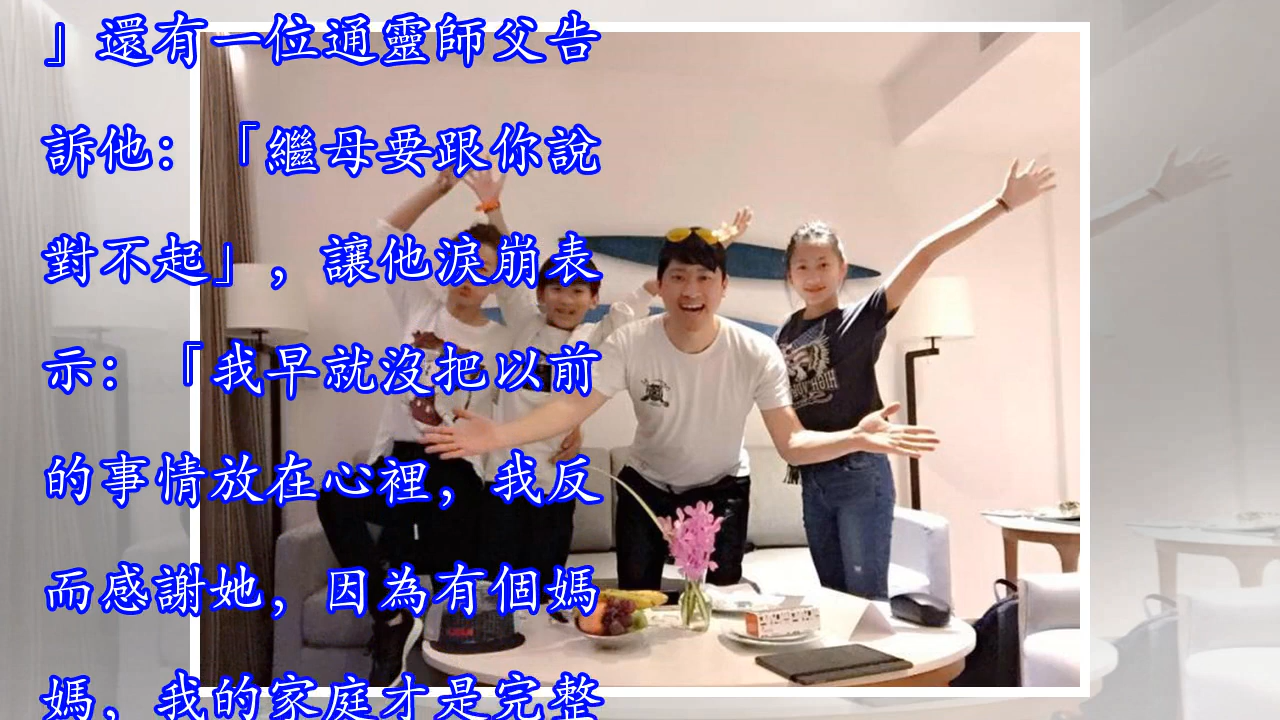 」還有一位通靈師父告
訴他：「繼母要跟你說
對不起」，讓他淚崩表
示：「我早就沒把以前
的事情放在心裡，我反
而感謝她，因為有個媽
媽，我的家庭才是完整